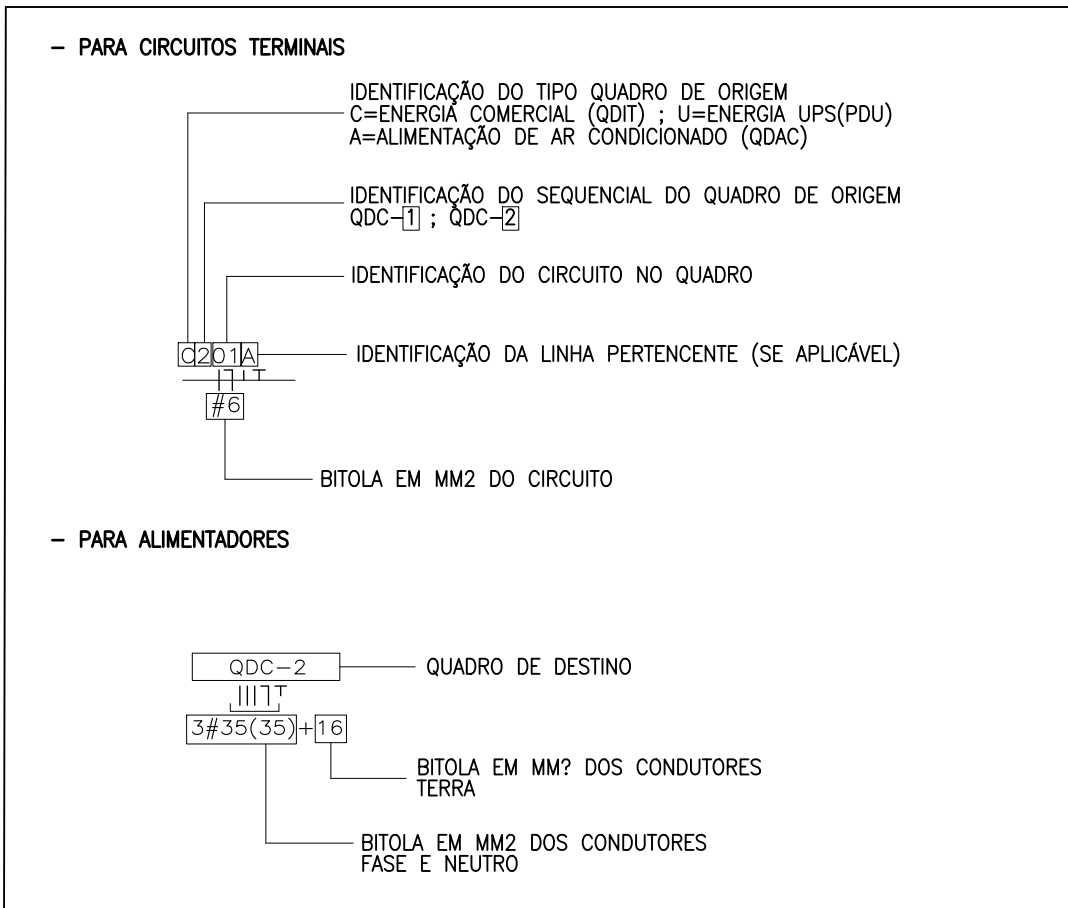 - PARA CIRCUITOS TERMINAIS
IDENTIFICAÇÃO DO TIPO QUADRO DE ORIGEM
C=ENERGIA COMERCIAL (QDIT) ; U=ENERGIA UPS(PDU)
A=ALIMENTAÇÃO DE AR CONDICIONADO (QDAC)
IDENTIFICAÇÃO DO SEQUENCIAL DO QUADRO DE ORIGEM
QDC-1 ; QDC-2
IDENTIFICAÇÃO DO CIRCUITO NO QUADRO
C201A
IDENTIFICAÇÃO DA LINHA PERTENCENTE (SE APLICÁVEL)
#6
BITOLA EM MM2 DO CIRCUITO
- PARA ALIMENTADORES
QDC-2
QUADRO DE DESTINO
3#35(35)+16
BITOLA EM MM? DOS CONDUTORES
TERRA
BITOLA EM MM2 DOS CONDUTORES
FASE E NEUTRO